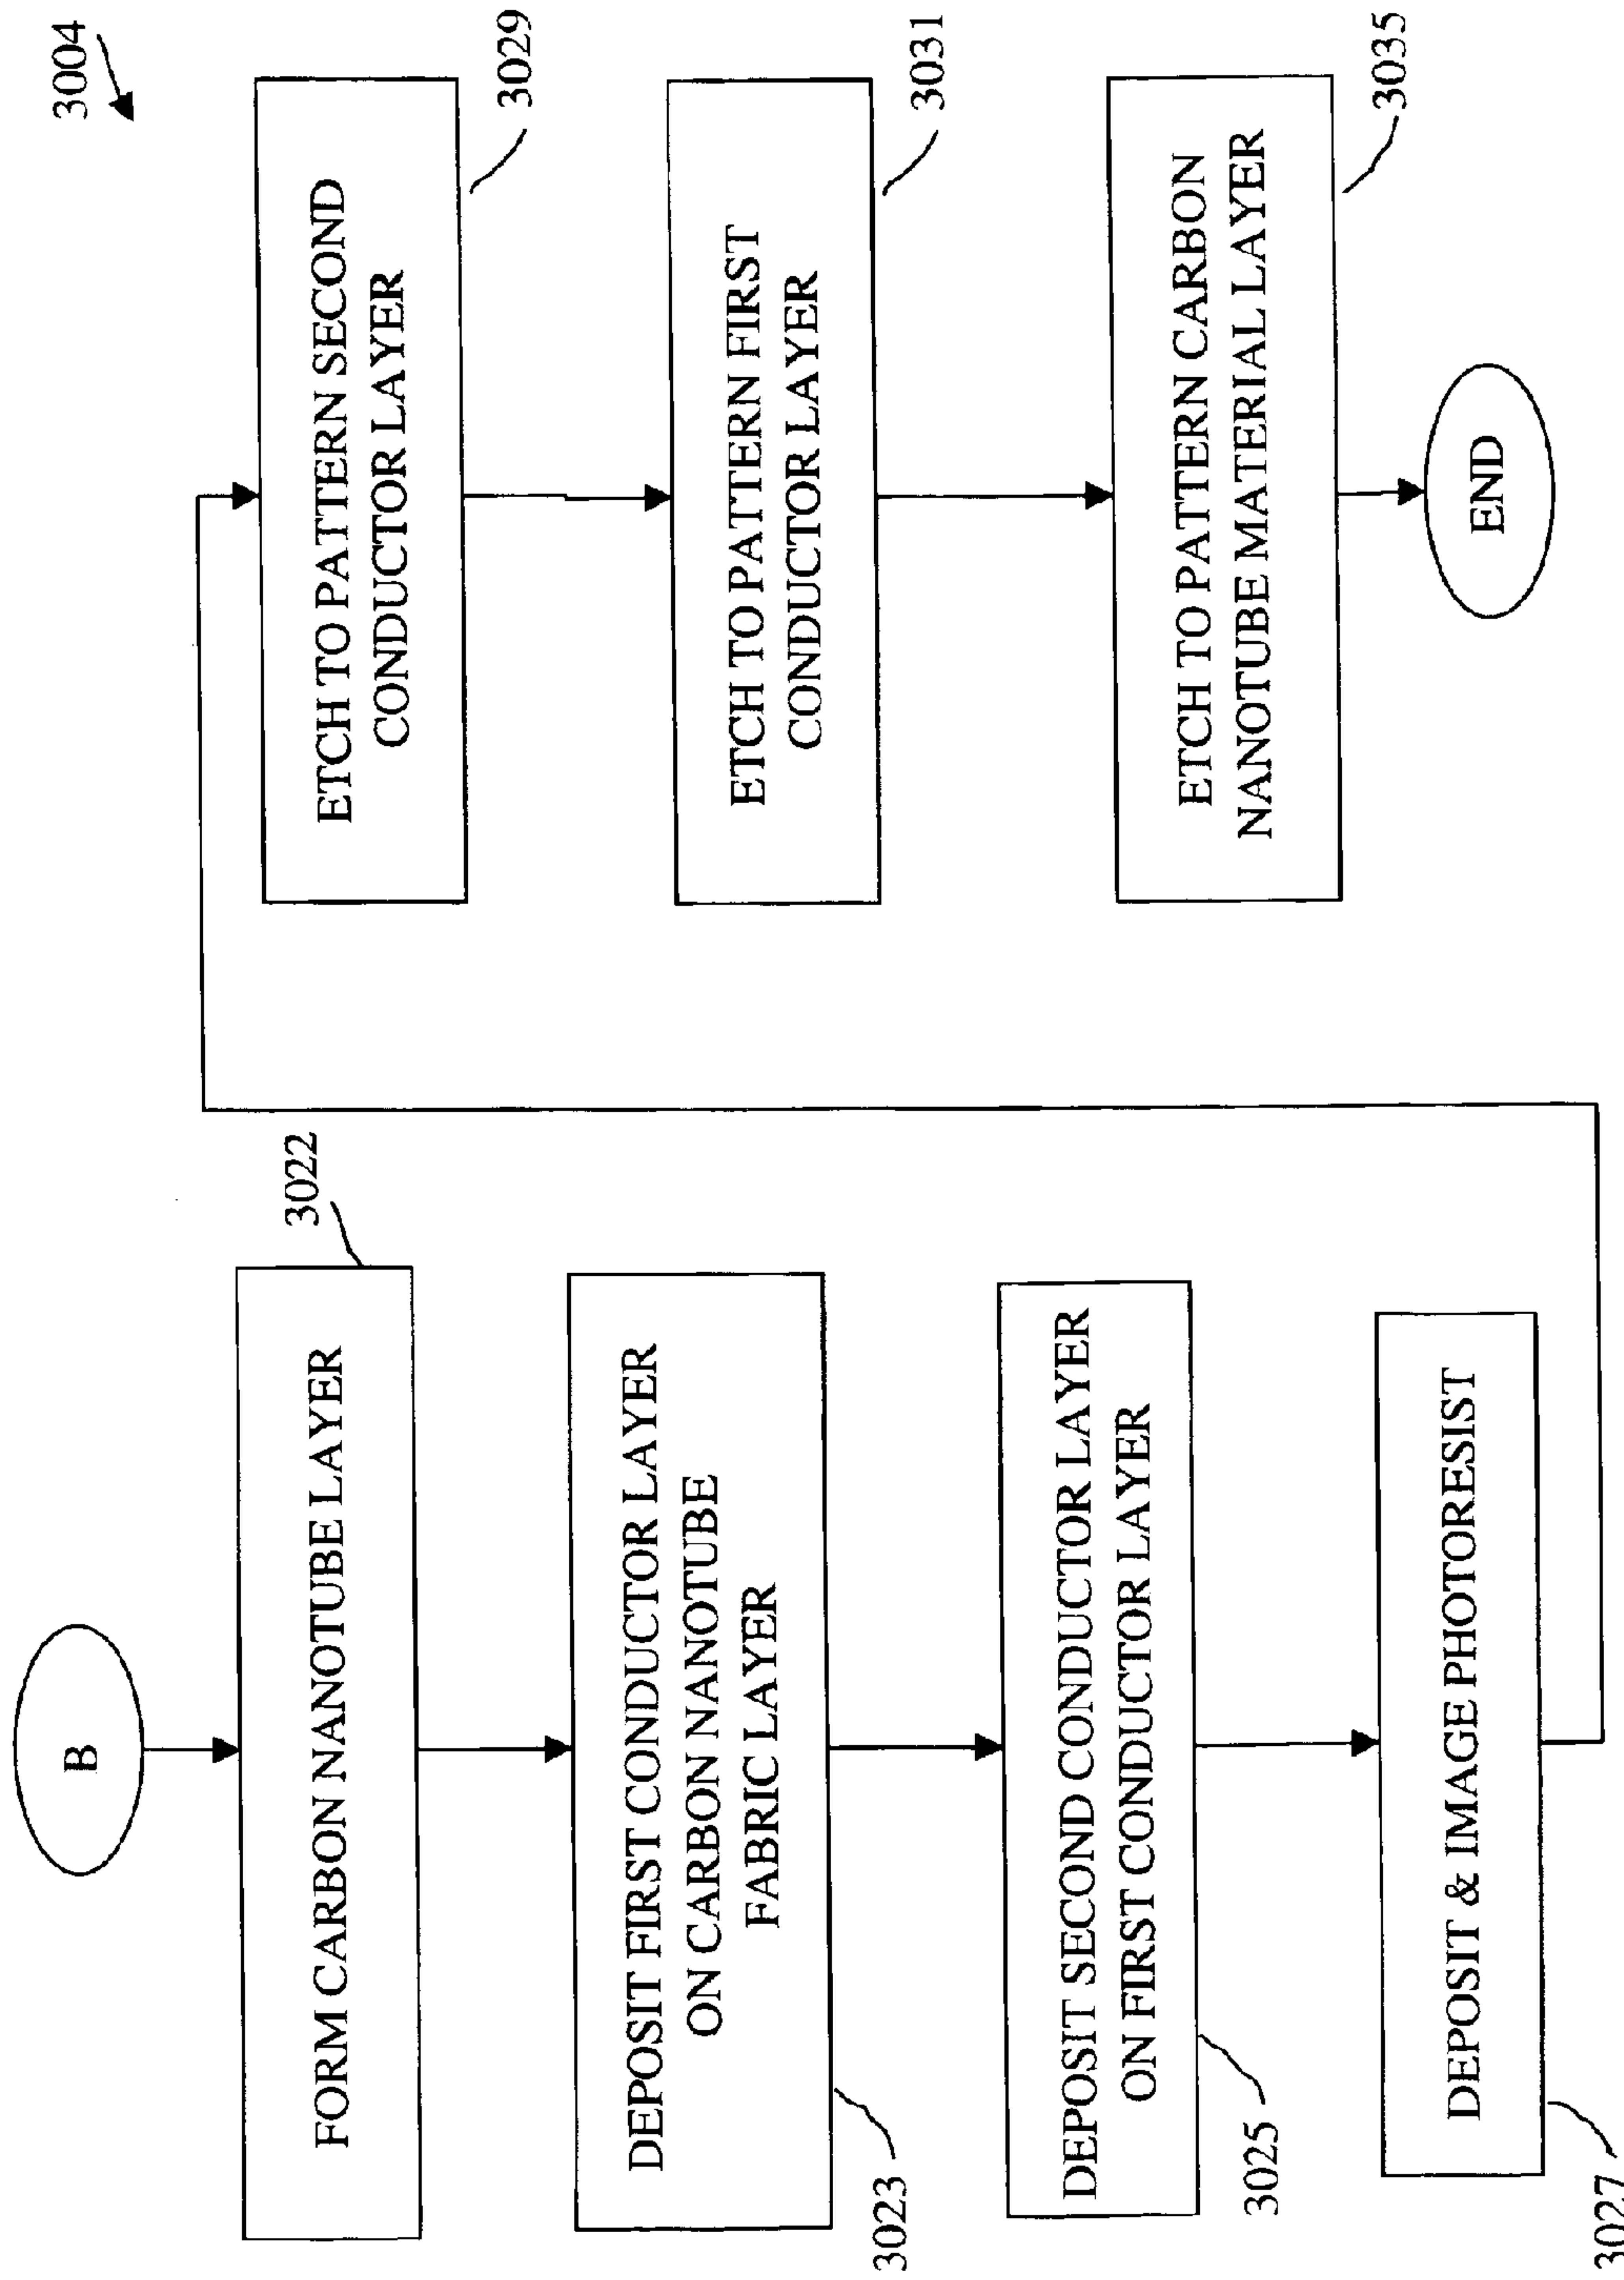 3004
B
FORM CARBON NANOTUBE LAYER
3022
DEPOSIT FIRST CONDUCTOR LAYER
ON CARBON NANOTUBE
FABRIC LAYER
3023
DEPOSIT SECOND CONDUCTOR LAYER
ON FIRST CONDUCTOR LAYER
3025
DEPOSIT & IMAGE PHOTORESIST
3027
ETCH TO PATTERN SECOND
CONDUCTOR LAYER
3029
ETCH TO PATTERN FIRST
CONDUCTOR LAYER
3031
ETCH TO PATTERN CARBON
NANOTUBE MATERIAL LAYER
3035
END